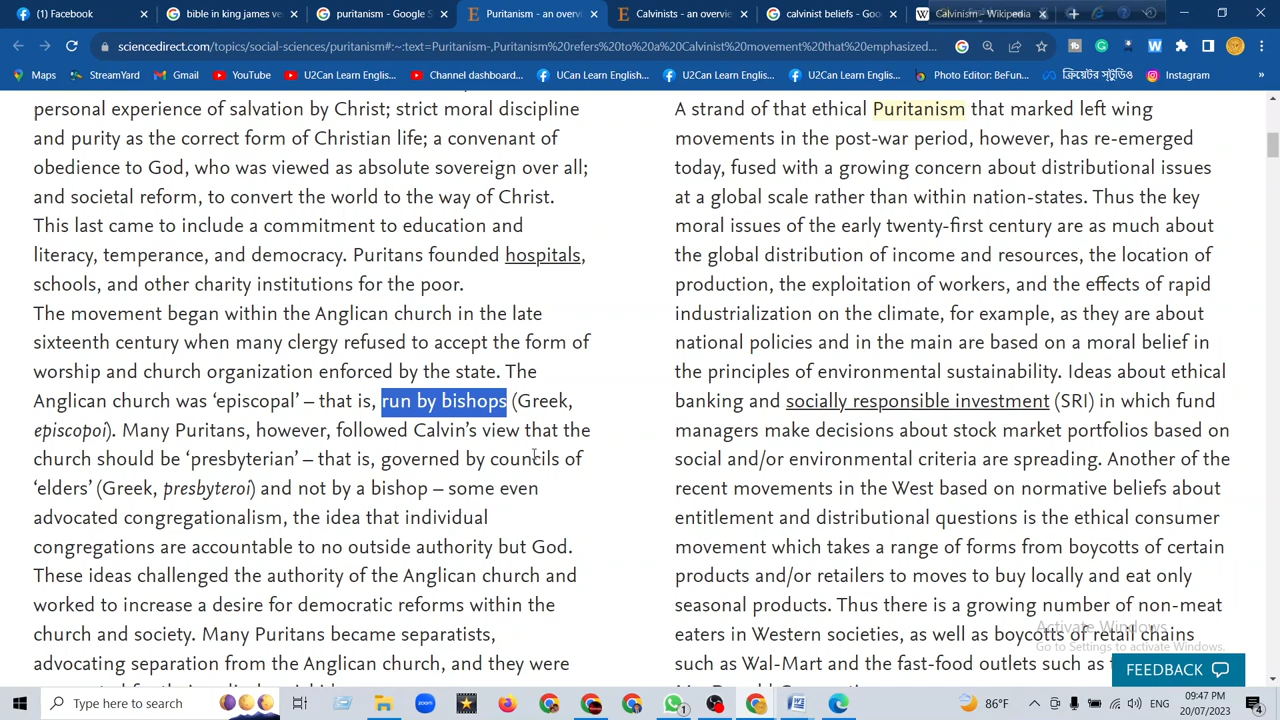 (1) Facebook
bible in king james ve
puritanism - Google S
Puritanism - an overvi
Calvinists - an overvie
calvinist beliefs - Goo
Calvinism - Wikipedia
sciencedirect.com/topics/social-sciences/puritanism#:~:text=Puritanism-,Puritanism%20refers%20to%20a%20Calvinist%20movement%20that%20emphasized...
Maps
StreamYard
Gmail
YouTube
U2Can Learn Englis...
Channel dashboard...
UCan Learn English...
U2Can Learn Englis...
U2Can Learn Englis...
Photo Editor: BeFun...
ক্রিয়েটর স্টুডিও
Instagram
personal experience of salvation by Christ; strict moral discipline
and purity as the correct form of Christian life; a convenant of
obedience to God, who was viewed as absolute sovereign over all;
and societal reform, to convert the world to the way of Christ.
This last came to include a commitment to education and
literacy, temperance, and democracy. Puritans founded hospitals,
schools, and other charity institutions for the poor.
The movement began within the Anglican church in the late
sixteenth century when many clergy refused to accept the form of
worship and church organization enforced by the state. The
Anglican church was ‘episcopal’ – that is, run by bishops (Greek,
episcopoi). Many Puritans, however, followed Calvin’s view that the
church should be ‘presbyterian’ – that is, governed by councils of
‘elders’ (Greek, presbyteroi) and not by a bishop – some even
advocated congregationalism, the idea that individual
congregations are accountable to no outside authority but God.
These ideas challenged the authority of the Anglican church and
worked to increase a desire for democratic reforms within the
church and society. Many Puritans became separatists,
advocating separation from the Anglican church, and they were
A strand of that ethical Puritanism that marked left wing
movements in the post-war period, however, has re-emerged
today, fused with a growing concern about distributional issues
at a global scale rather than within nation-states. Thus the key
moral issues of the early twenty-first century are as much about
the global distribution of income and resources, the location of
production, the exploitation of workers, and the effects of rapid
industrialization on the climate, for example, as they are about
national policies and in the main are based on a moral belief in
the principles of environmental sustainability. Ideas about ethical
banking and socially responsible investment (SRI) in which fund
managers make decisions about stock market portfolios based on
social and/or environmental criteria are spreading. Another of the
recent movements in the West based on normative beliefs about
entitlement and distributional questions is the ethical consumer
movement which takes a range of forms from boycotts of certain
products and/or retailers to moves to buy locally and eat only
seasonal products. Thus there is a growing number of non-meat
eaters in Western societies, as well as boycotts of retail chains
such as Wal-Mart and the fast-food outlets such as
Activate Windows
Go to Settings to activate Windows.
FEEDBACK
Type here to search
86°F
ENG
09:47 PM
20/07/2023